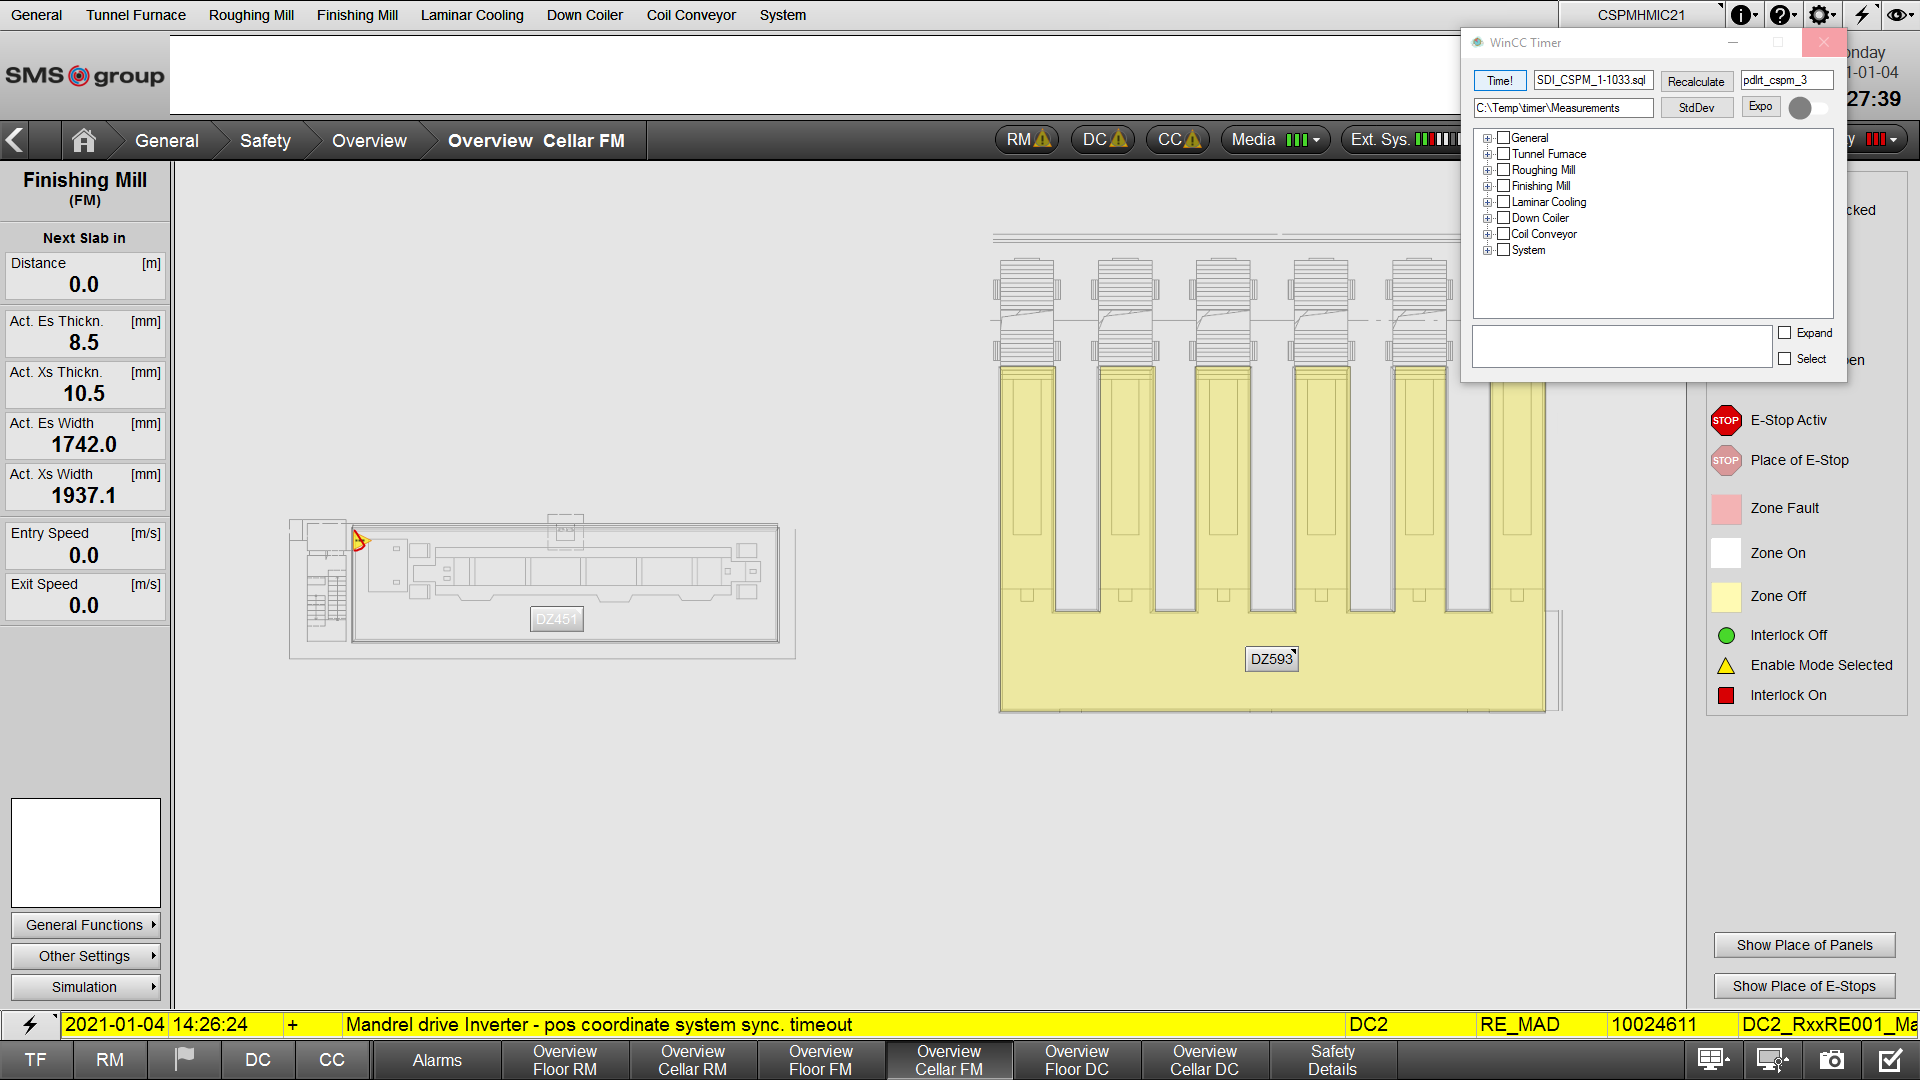 General Tunnel Furnace Roughing Mill Finishing Mill Laminar Cooling Down Coiler Coil Conveyor System CSPMHMIC21
SMS group
WinCC Timer
Time! SDI_CSPM_1-1033.sql Recalculate pdlrt_cspm_3
C:\Temp\timer\Measurements StdDev Expo
General
Tunnel Furnace
Roughing Mill
Finishing Mill
Laminar Cooling
Down Coiler
Coil Conveyor
System
Expand
Select
onday
1-01-04
27:39
General Safety Overview Overview Cellar FM RM DC CC Media Ext. Sys. y
Finishing Mill
(FM)
Next Slab in
Distance [m]
0.0
Act. Es Thickn. [mm]
8.5
Act. Xs Thickn. [mm]
10.5
Act. Es Width [mm]
1742.0
Act. Xs Width [mm]
1937.1
Entry Speed [m/s]
0.0
Exit Speed [m/s]
0.0
General Functions
Other Settings
Simulation
DZ451
DZ593
cked
en
STOP E-Stop Activ
STOP Place of E-Stop
Zone Fault
Zone On
Zone Off
Interlock Off
Enable Mode Selected
Interlock On
Show Place of Panels
Show Place of E-Stops
2021-01-04 14:26:24 + Mandrel drive Inverter - pos coordinate system sync. timeout DC2 RE_MAD 10024611 DC2_RxxRE001_Ma
TF RM DC CC Alarms
Overview Floor RM
Overview Cellar RM
Overview Floor FM
Overview Cellar FM
Overview Floor DC
Overview Cellar DC
Safety Details